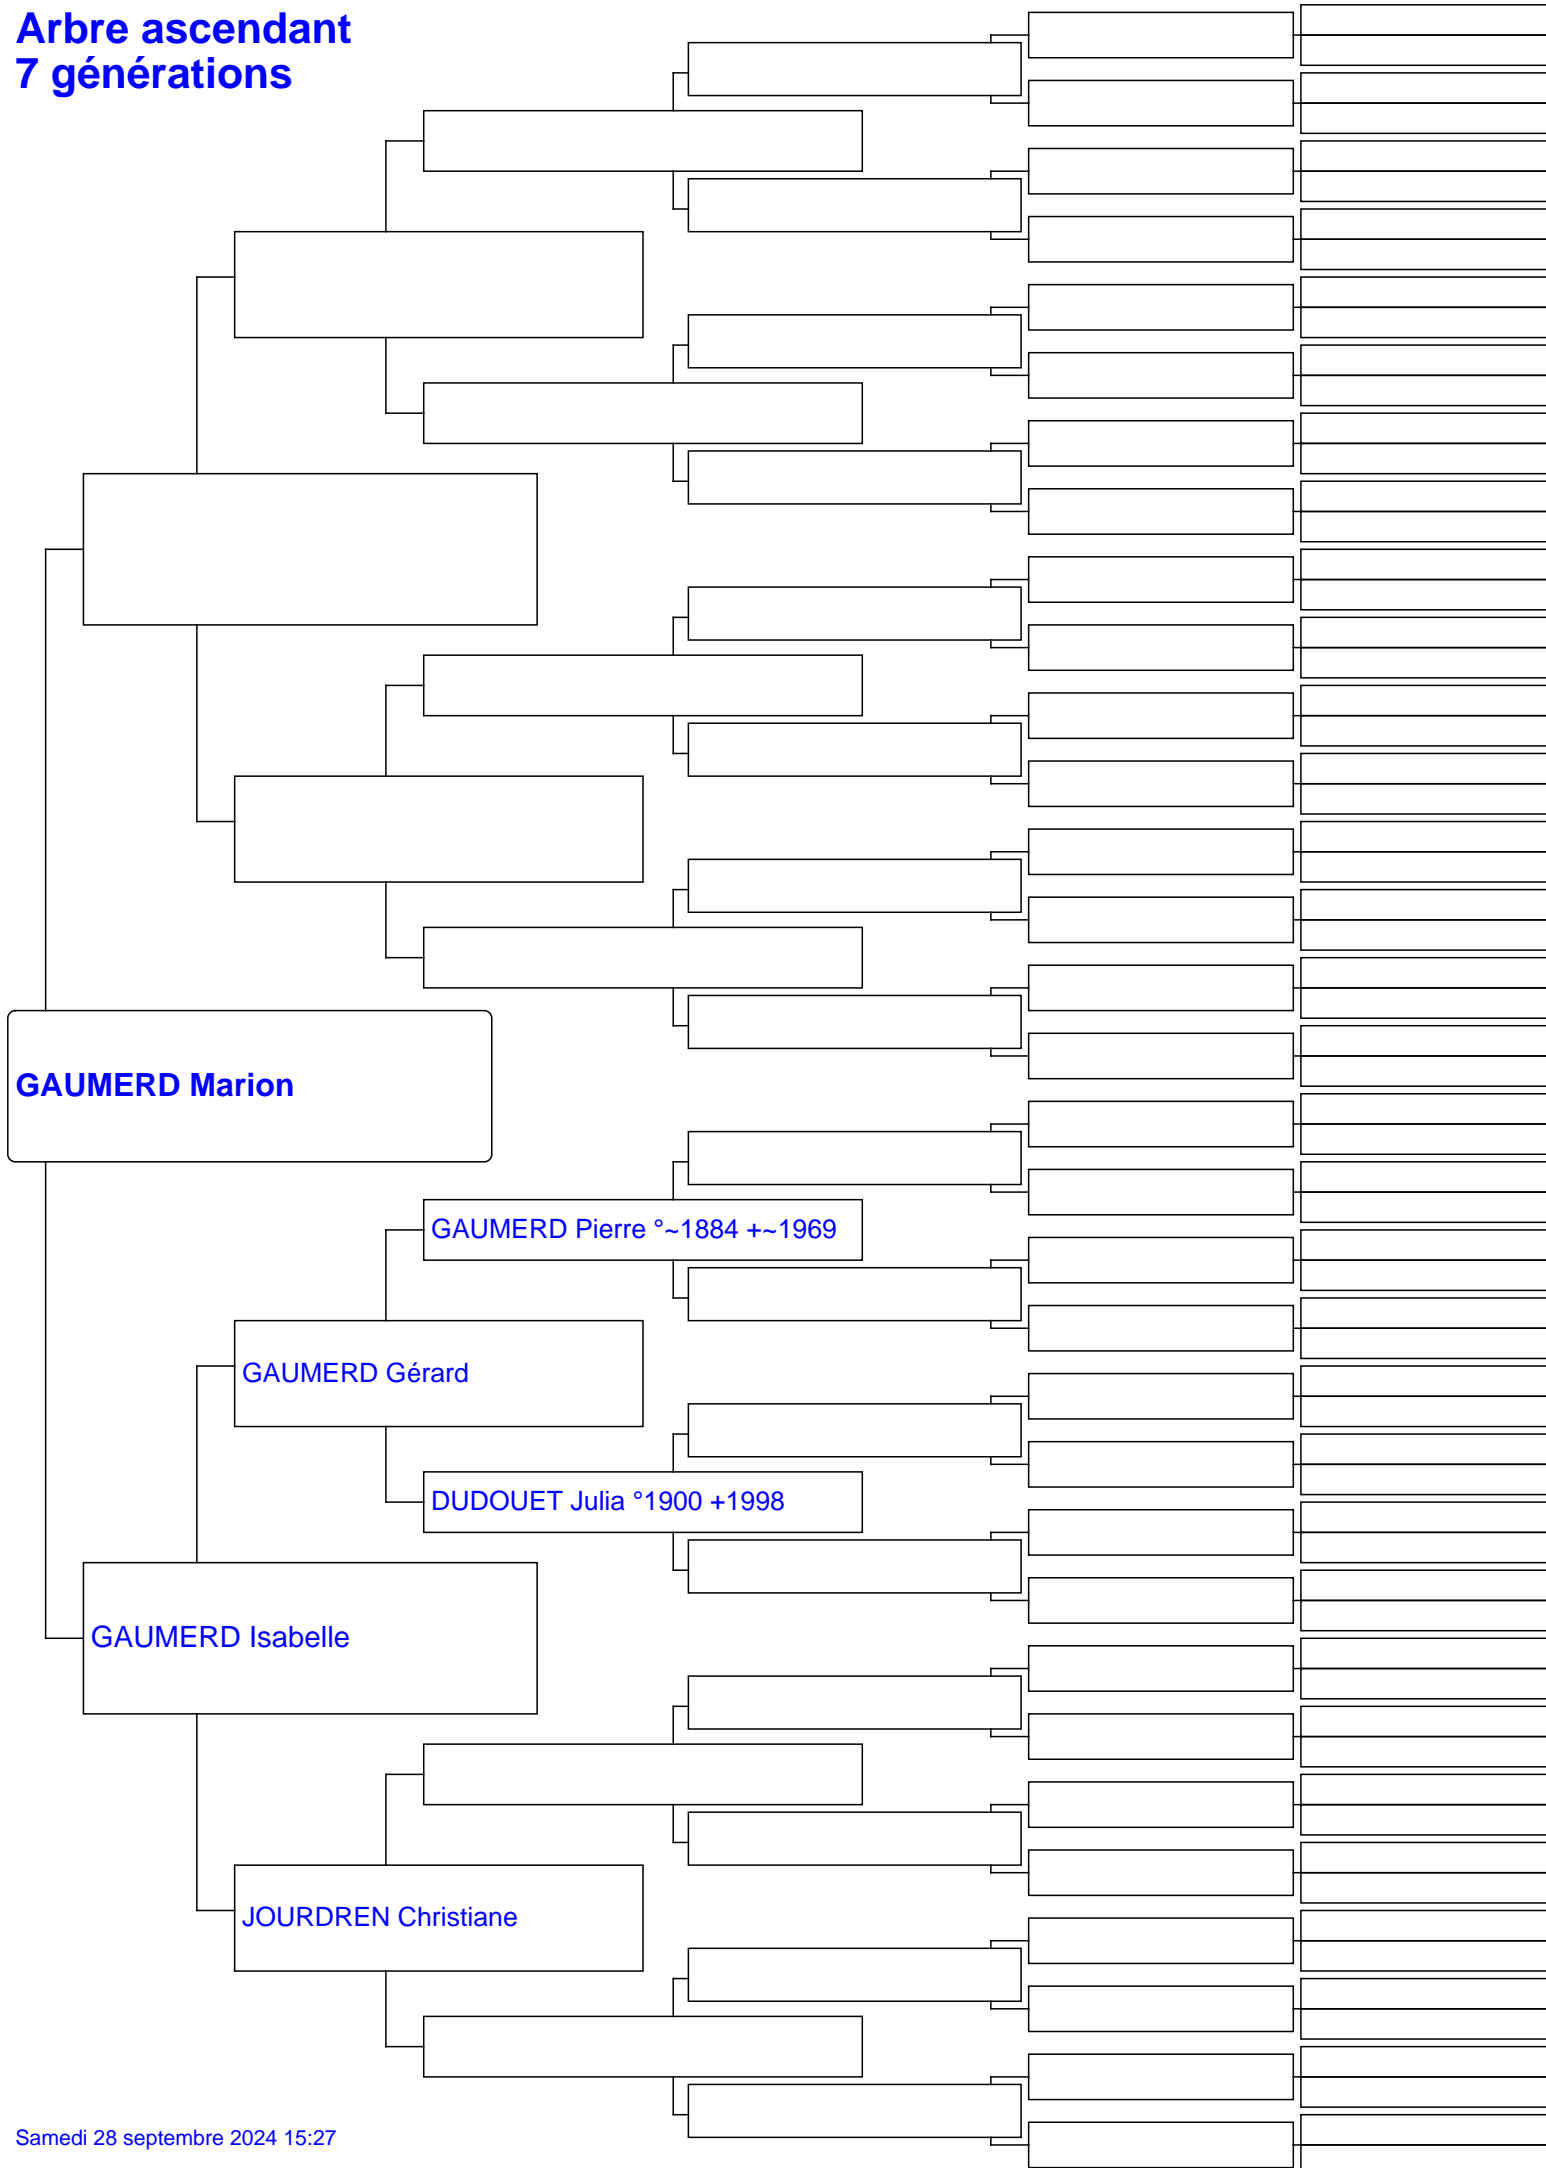 Arbre ascendant
7 générations
GAUMERD Marion
GAUMERD Pierre °~1884 +~1969
GAUMERD Gérard
DUDOUET Julia °1900 +1998
GAUMERD Isabelle
JOURDREN Christiane
Samedi 28 septembre 2024 15:27